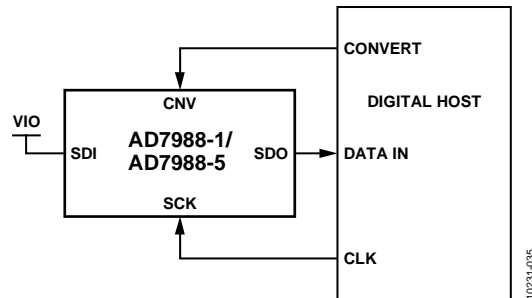 CONVERT
CNV
DIGITAL HOST
VIO
AD7988-1/
AD7988-5
SDI
SDO
DATA IN
SCK
CLK
10231-035